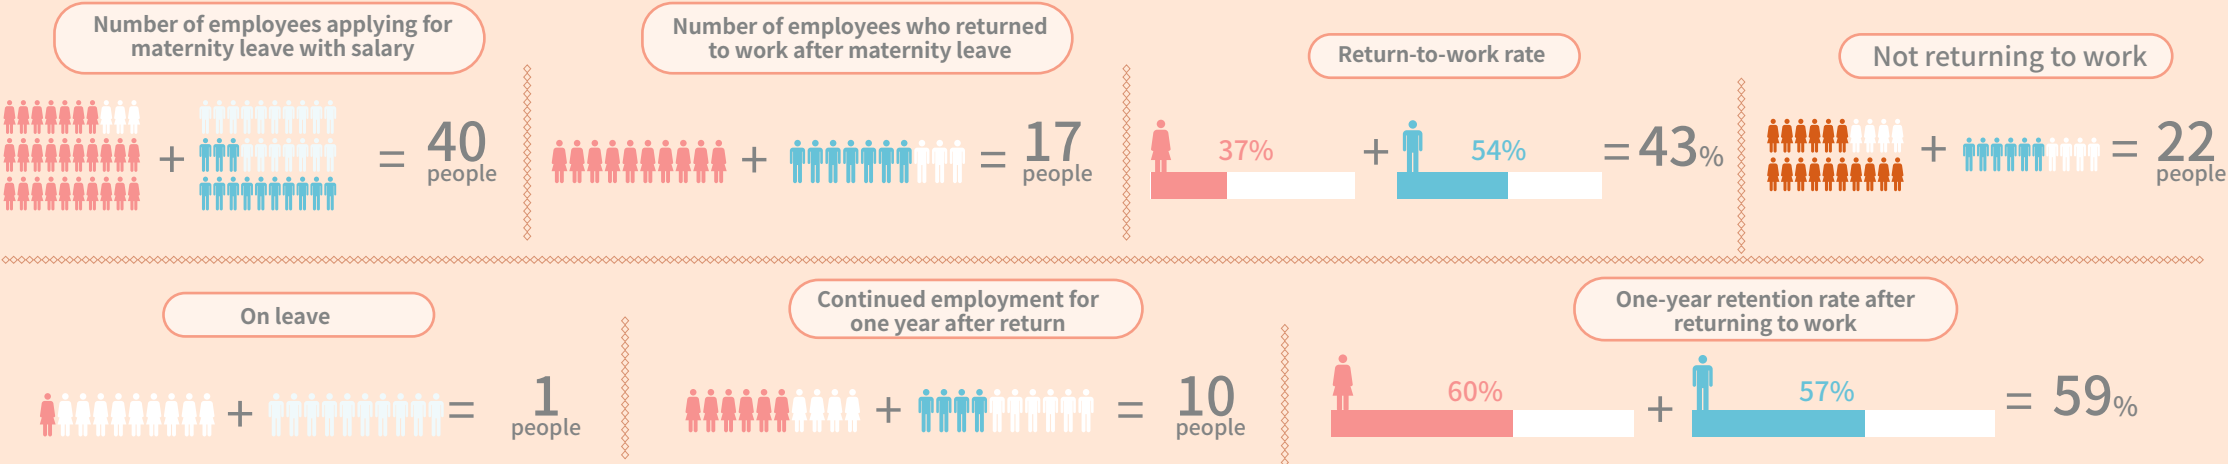 Number of employees applying for
maternity leave with salary
+
=
40
people
Number of employees who returned
to work after maternity leave
+
=
17
people
Return-to-work rate
37%
+
54%
=
43%
Not returning to work
+
=
22
people
On leave
+
=
1
people
Continued employment for
one year after return
+
=
10
people
One-year retention rate after
returning to work
60%
+
57%
=
59%